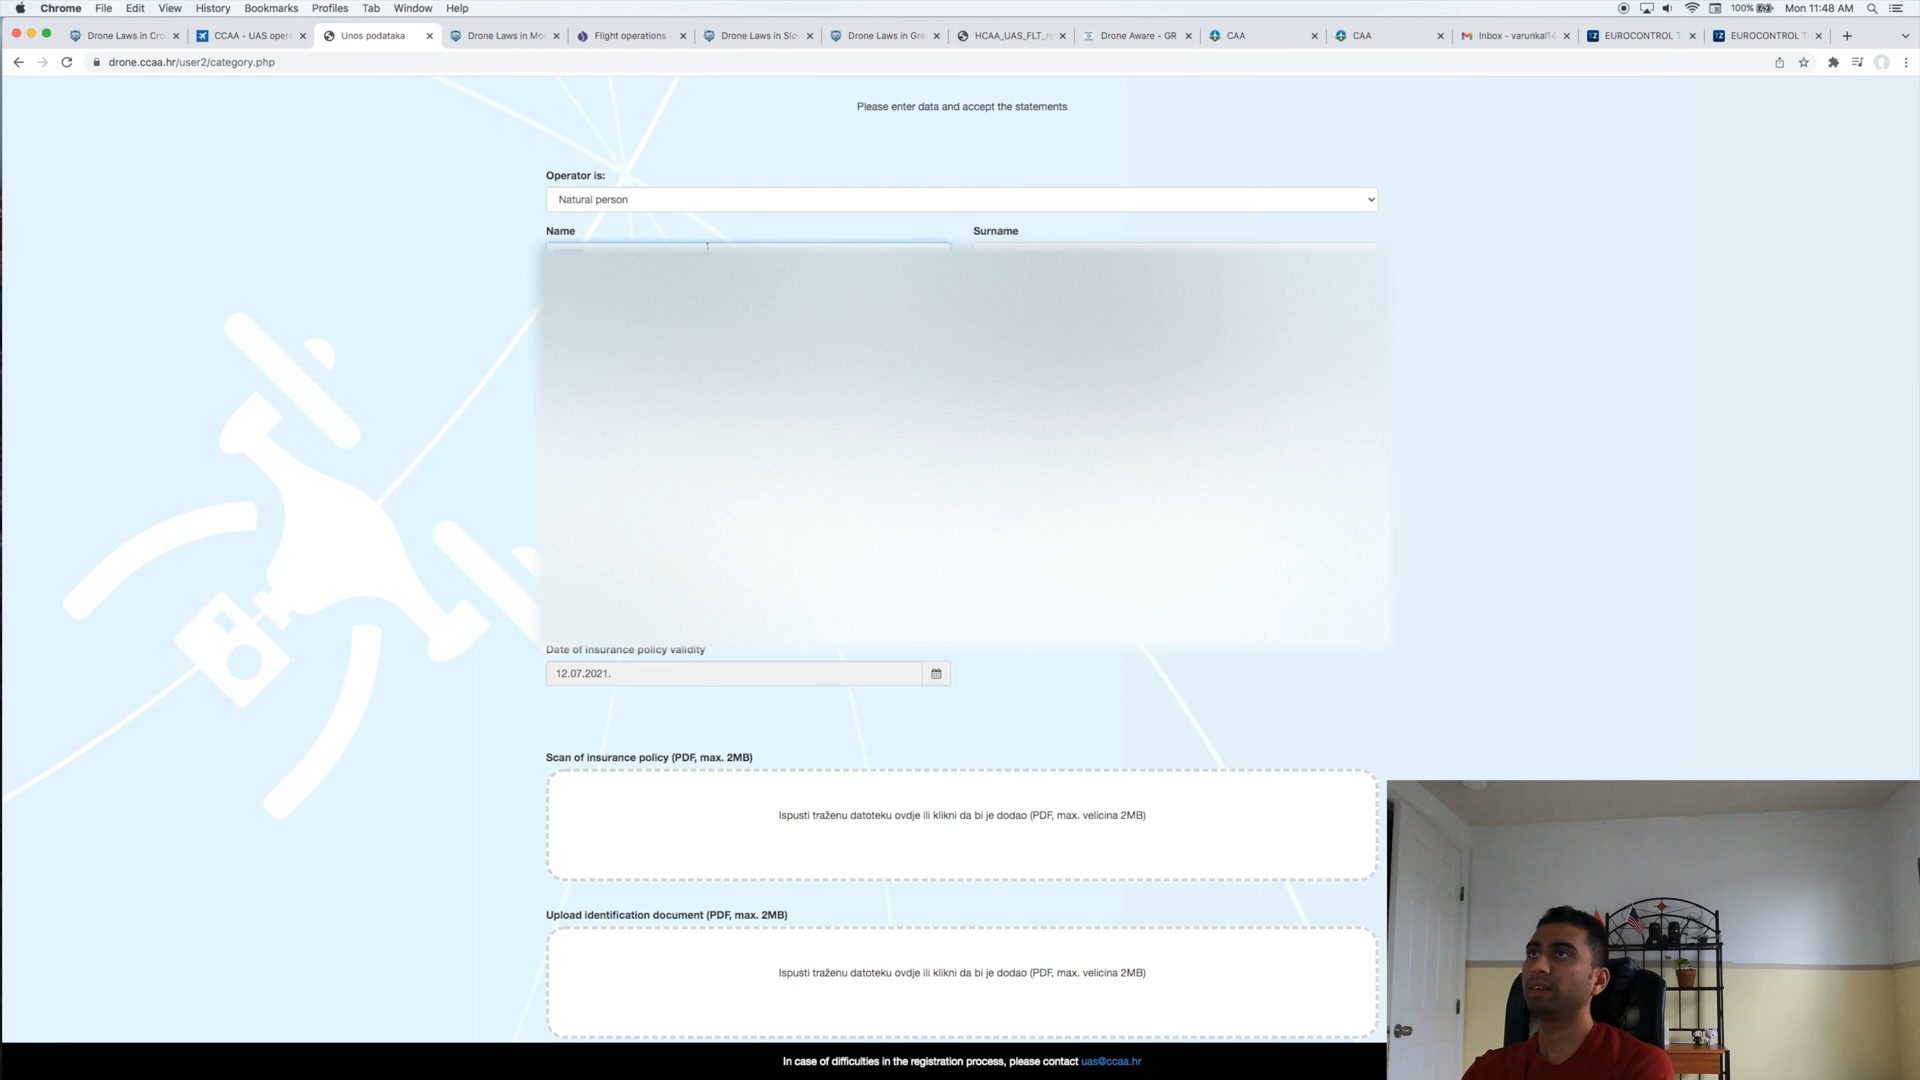 Chrome File Edit View History Bookmarks Profiles Tab Window Help 100% Mon 11:48 AM
Drone Laws in Cro CCAA - UAS oper Unos podataka Drone Laws in Mo Flight operations - Drone Laws in Slo Drone Laws in Gre HCAA_UAS_FLT_r Drone Aware - GR CAA CAA Inbox - varunkal1 EUROCONTROL T EUROCONTROL T
drone.ccaa.hr/user2/category.php
Please enter data and accept the statements
Operator is:
Natural person
Name Surname
Date of insurance policy validity
12.07.2021.
Scan of insurance policy (PDF, max. 2MB)
Ispusti traženu datoteku ovdje ili klikni da bi je dodao (PDF, max. velicina 2MB)
Upload identification document (PDF, max. 2MB)
Ispusti traženu datoteku ovdje ili klikni da bi je dodao (PDF, max. velicina 2MB)
In case of difficulties in the registration process, please contact uas@ccaa.hr